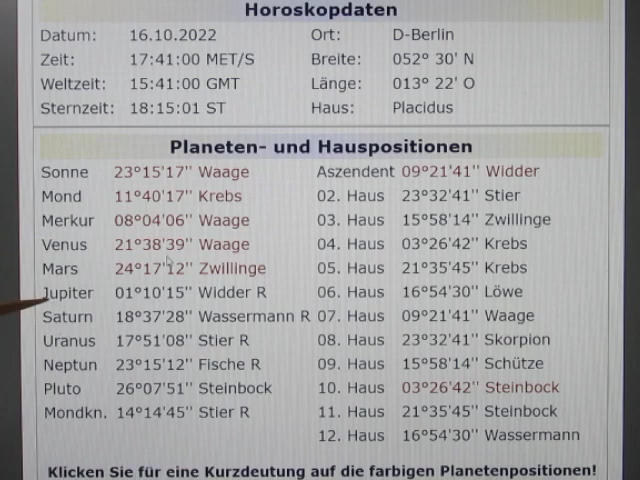 Horoskopdaten
Datum: 16.10.2022 Ort: D-Berlin
Zeit: 17:41:00 MET/S Breite: 052° 30' N
Weltzeit: 15:41:00 GMT Länge: 013° 22' O
Sternzeit: 18:15:01 ST Haus: Placidus
Planeten- und Hauspositionen
Sonne 23°15'17" Waage Aszendent 09°21'41" Widder
Mond 11°40'17" Krebs 02. Haus 23°32'41" Stier
Merkur 08°04'06" Waage 03. Haus 15°58'14" Zwillinge
Venus 21°38'39" Waage 04. Haus 03°26'42" Krebs
Mars 24°17'12" Zwillinge 05. Haus 21°35'45" Krebs
Jupiter 01°10'15" Widder R 06. Haus 16°54'30" Löwe
Saturn 18°37'28" Wassermann R 07. Haus 09°21'41" Waage
Uranus 17°51'08" Stier R 08. Haus 23°32'41" Skorpion
Neptun 23°15'12" Fische R 09. Haus 15°58'14" Schütze
Pluto 26°07'51" Steinbock 10. Haus 03°26'42" Steinbock
Mondkn. 14°14'45" Stier R 11. Haus 21°35'45" Steinbock
12. Haus 16°54'30" Wassermann
Klicken Sie für eine Kurzdeutung auf die farbigen Planetenpositionen!